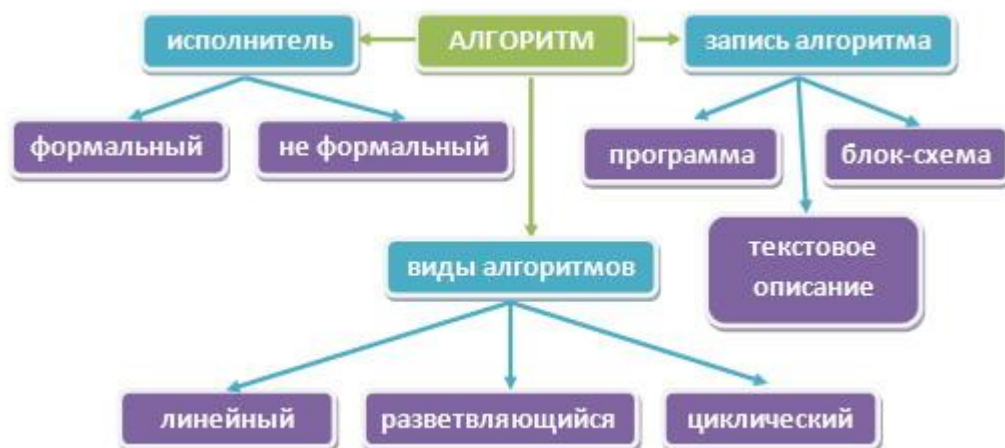 исполнитель
АЛГОРИТМ
запись алгоритма
формальный
не формальный
программа
блок-схема
текстовое
описание
виды алгоритмов
линейный
разветвляющийся
циклический